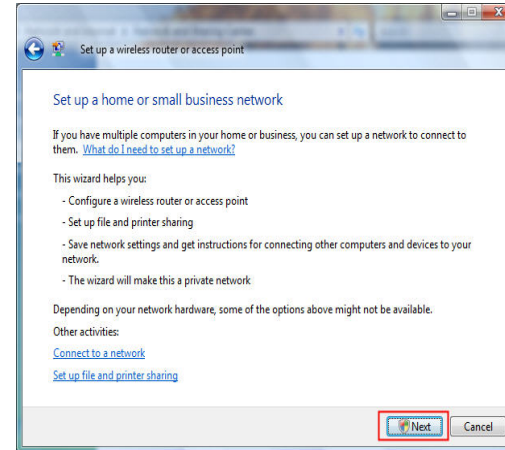 Set up a wireless router or access point
Set up a home or small business network
If you have multiple computers in your home or business, you can set up a network to connect to
them. What do I need to set up a network?
This wizard helps you:
- Configure a wireless router or access point
- Set up file and printer sharing
- Save network settings and get instructions for connecting other computers and devices to your
network.
- The wizard will make this a private network
Depending on your network hardware, some of the options above might not be available.
Other activities:
Connect to a network
Set up file and printer sharing
Next Cancel